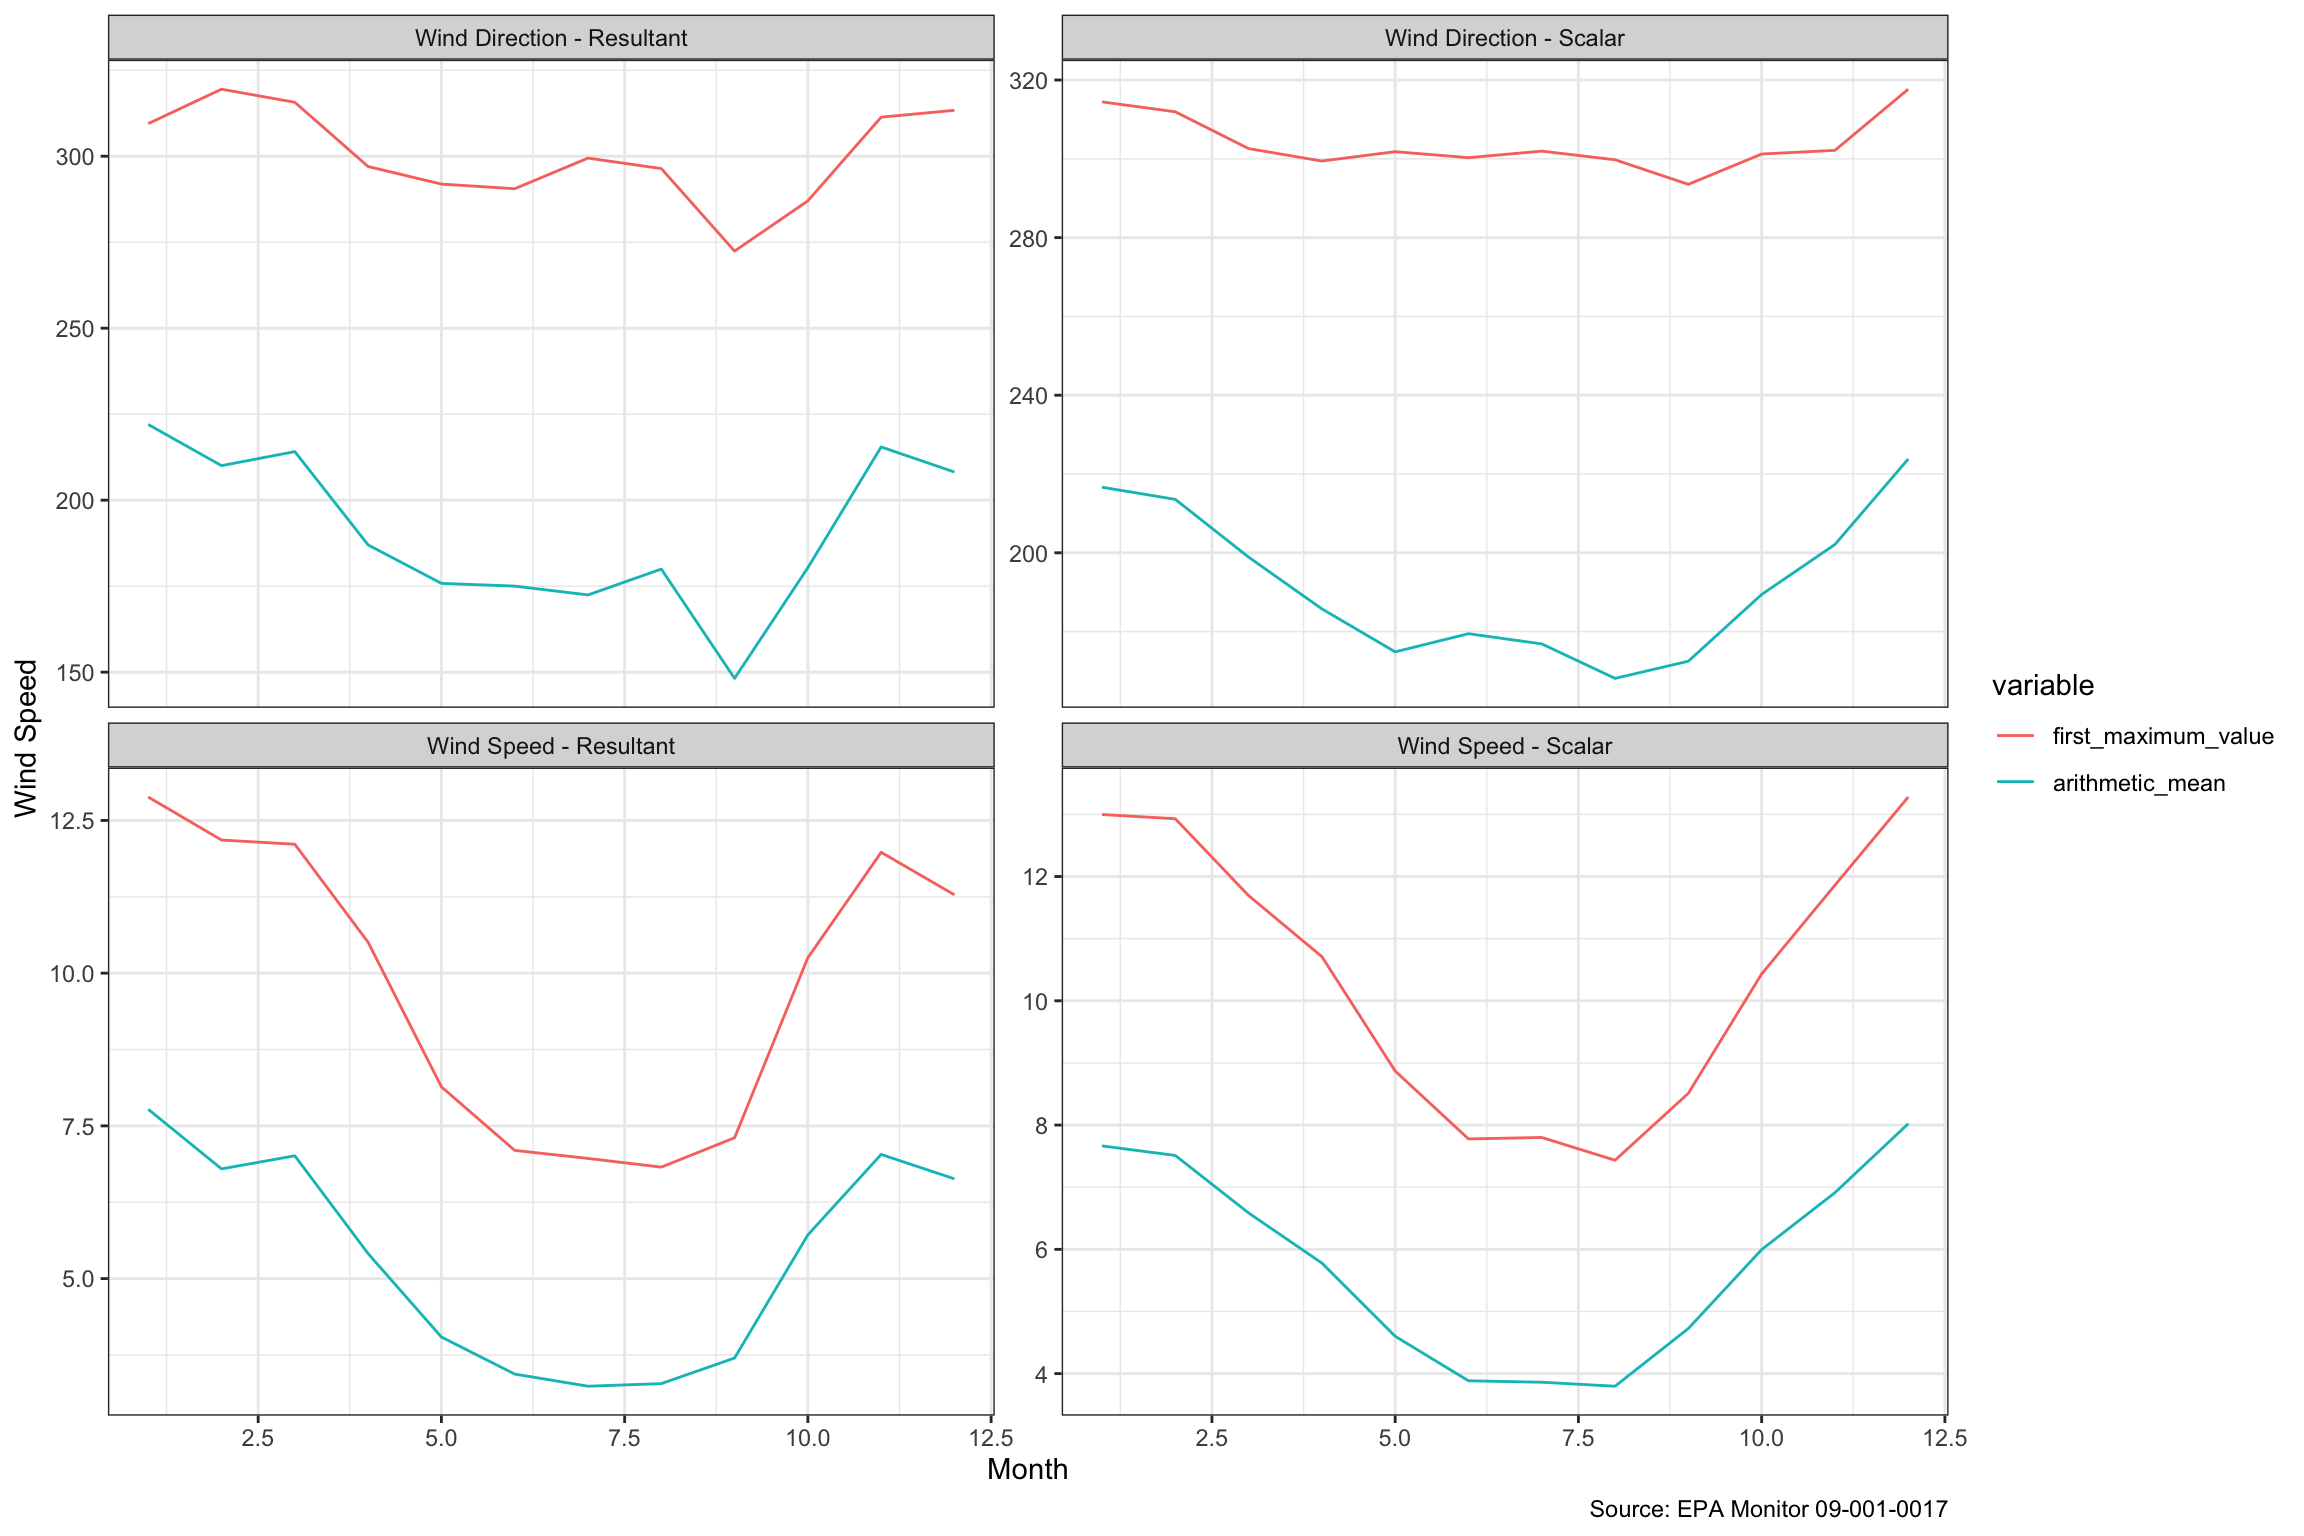 Wind Direction - Resultant
Wind Direction - Scalar
300
250
200
150
320
280
240
200
Wind Speed
Wind Speed - Resultant
Wind Speed - Scalar
12.5
10.0
7.5
5.0
12
10
8
6
4
2.5 5.0 7.5 10.0 12.5
2.5 5.0 7.5 10.0 12.5
Month
variable
first_maximum_value
arithmetic_mean
Source: EPA Monitor 09-001-0017